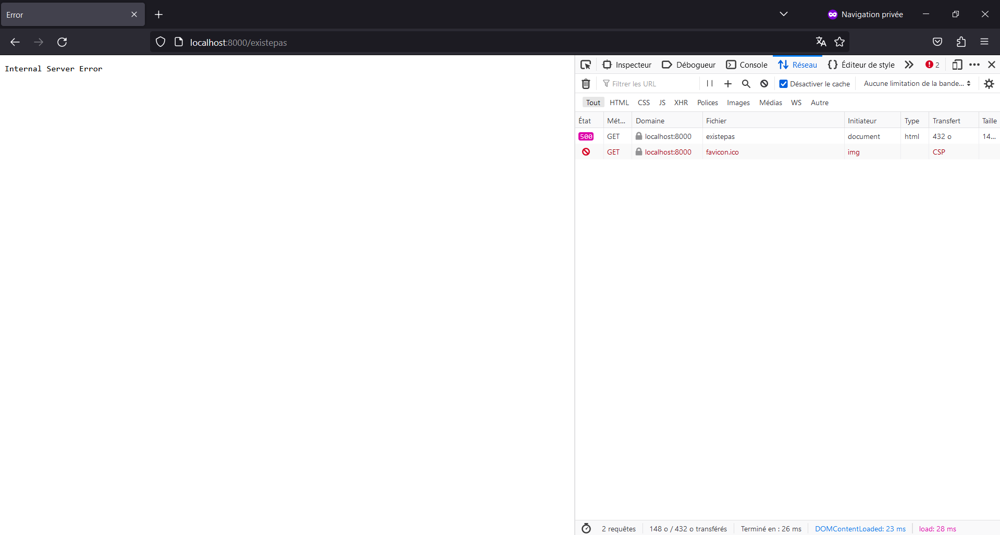 Error
Navigation privée
localhost:8000/existepas
Internal Server Error
Inspecteur Débogueur Console Réseau Éditeur de style 2
Filtrer les URL Désactiver le cache Aucune limitation de la bande...
Tout HTML CSS JS XHR Polices Images Médias WS Autre
État Mét... Domaine Fichier Initiateur Type Transfert Taille
500 GET localhost:8000 existepas document html 432 o 14...
GET localhost:8000 favicon.ico img CSP
2 requêtes 148 o / 432 o transférés Terminé en : 26 ms DOMContentLoaded: 23 ms load: 28 ms